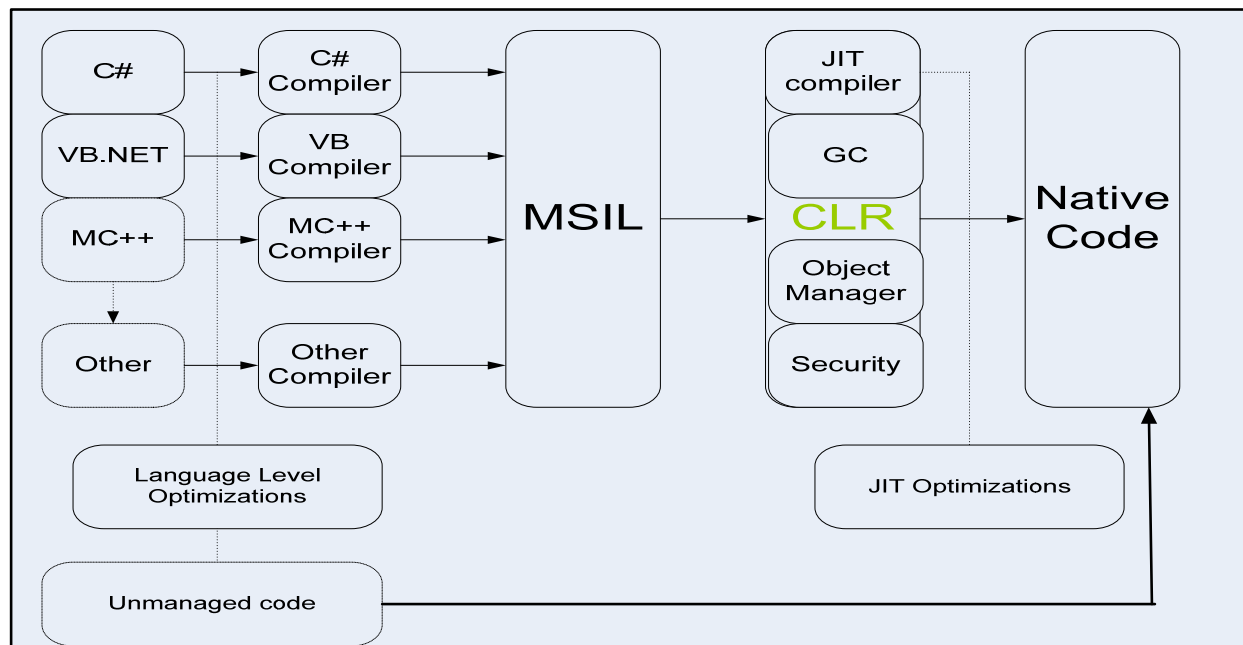 C#
C#
Compiler
JIT
compiler
VB.NET
VB
Compiler
GC
MSIL
CLR
Native
Code
MC++
MC++
Compiler
Object
Manager
Other
Other
Compiler
Security
Language Level
Optimizations
JIT Optimizations
Unmanaged code